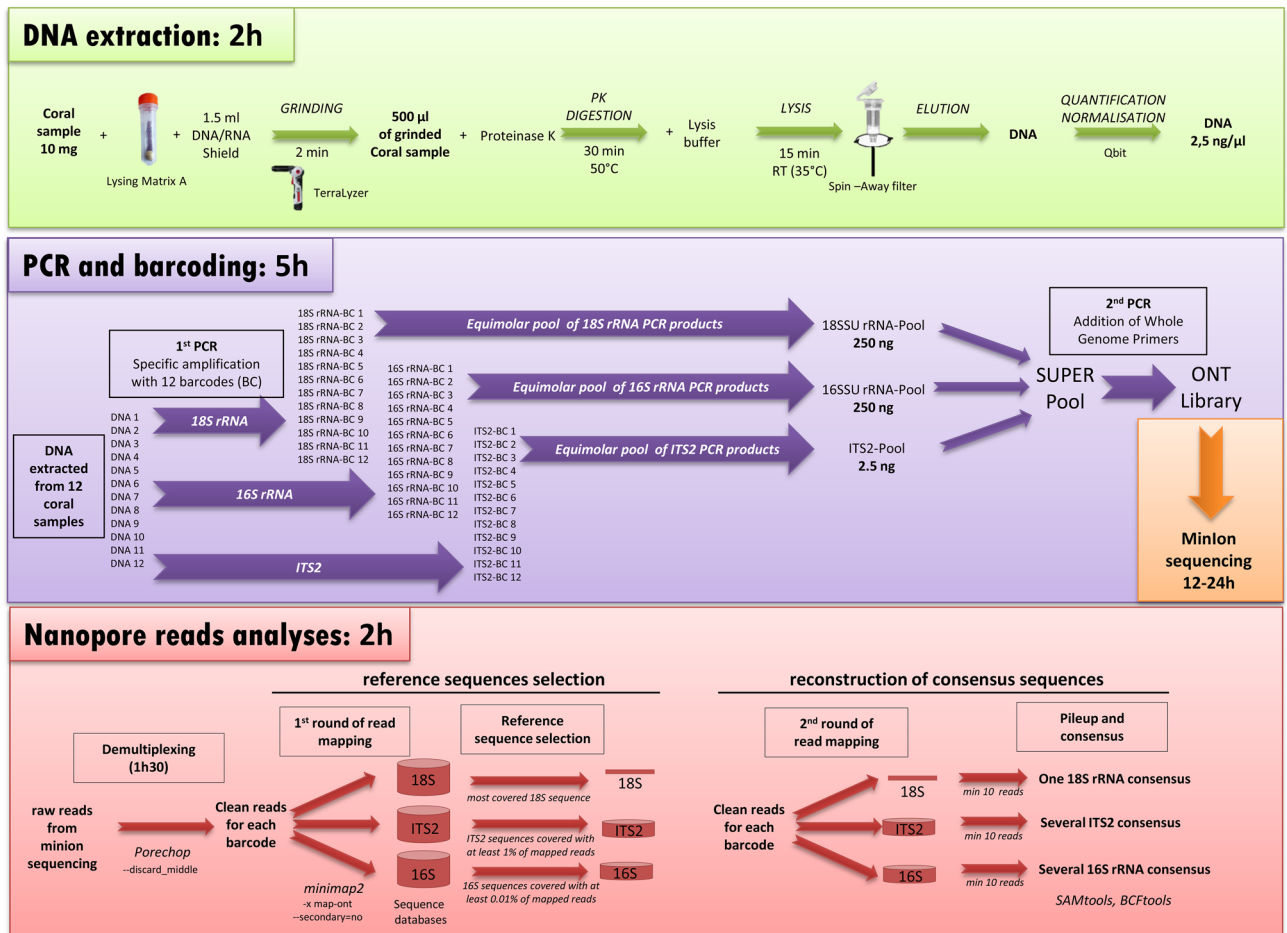 DNA extraction: 2h
Coral
sample
10 mg
+
Lysing Matrix A
+
1.5 ml
DNA/RNA
Shield
GRINDING
2 min
TerraLyzer
500 µl
of grinded
Coral sample
+
Proteinase K
PK
DIGESTION
30 min
50°C
+
Lysis
buffer
LYSIS
15 min
RT (35°C)
Spin –Away filter
ELUTION
DNA
QUANTIFICATION
NORMALISATION
Qbit
DNA
2,5 ng/µl
PCR and barcoding: 5h
DNA
extracted
from 12
coral
samples
DNA 1
DNA 2
DNA 3
DNA 4
DNA 5
DNA 6
DNA 7
DNA 8
DNA 9
DNA 10
DNA 11
DNA 12
1st PCR
Specific amplification
with 12 barcodes (BC)
18S rRNA
16S rRNA
ITS2
18S rRNA-BC 1
18S rRNA-BC 2
18S rRNA-BC 3
18S rRNA-BC 4
18S rRNA-BC 5
18S rRNA-BC 6
18S rRNA-BC 7
18S rRNA-BC 8
18S rRNA-BC 9
18S rRNA-BC 10
18S rRNA-BC 11
18S rRNA-BC 12
16S rRNA-BC 1
16S rRNA-BC 2
16S rRNA-BC 3
16S rRNA-BC 4
16S rRNA-BC 5
16S rRNA-BC 6
16S rRNA-BC 7
16S rRNA-BC 8
16S rRNA-BC 9
16S rRNA-BC 10
16S rRNA-BC 11
16S rRNA-BC 12
ITS2-BC 1
ITS2-BC 2
ITS2-BC 3
ITS2-BC 4
ITS2-BC 5
ITS2-BC 6
ITS2-BC 7
ITS2-BC 8
ITS2-BC 9
ITS2-BC 10
ITS2-BC 11
ITS2-BC 12
Equimolar pool of 18S rRNA PCR products
Equimolar pool of 16S rRNA PCR products
Equimolar pool of ITS2 PCR products
18SSU rRNA-Pool
250 ng
16SSU rRNA-Pool
250 ng
ITS2-Pool
2.5 ng
SUPER
Pool
2nd PCR
Addition of Whole
Genome Primers
ONT
Library
MinIon
sequencing
12-24h
Nanopore reads analyses: 2h
reference sequences selection
raw reads
from
minion
sequencing
Demultiplexing
(1h30)
Porechop
--discard_middle
Clean reads
for each
barcode
1st round of read
mapping
minimap2
-x map-ont
--secondary=no
18S
ITS2
16S
Sequence
databases
Reference
sequence selection
most covered 18S sequence
ITS2 sequences covered with
at least 1% of mapped reads
16S sequences covered with at
least 0.01% of mapped reads
18S
ITS2
16S
reconstruction of consensus sequences
Clean reads
for each
barcode
2nd round of
read mapping
18S
ITS2
16S
Pileup and
consensus
min 10 reads
min 10 reads
min 10 reads
One 18S rRNA consensus
Several ITS2 consensus
Several 16S rRNA consensus
SAMtools, BCFtools